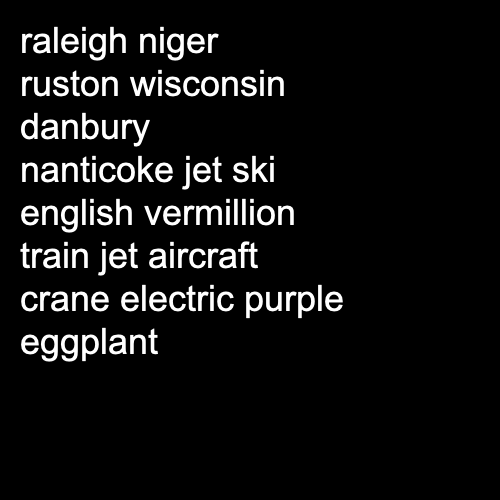 raleigh niger
ruston wisconsin
danbury
nanticoke jet ski
english vermillion
train jet aircraft
crane electric purple
eggplant